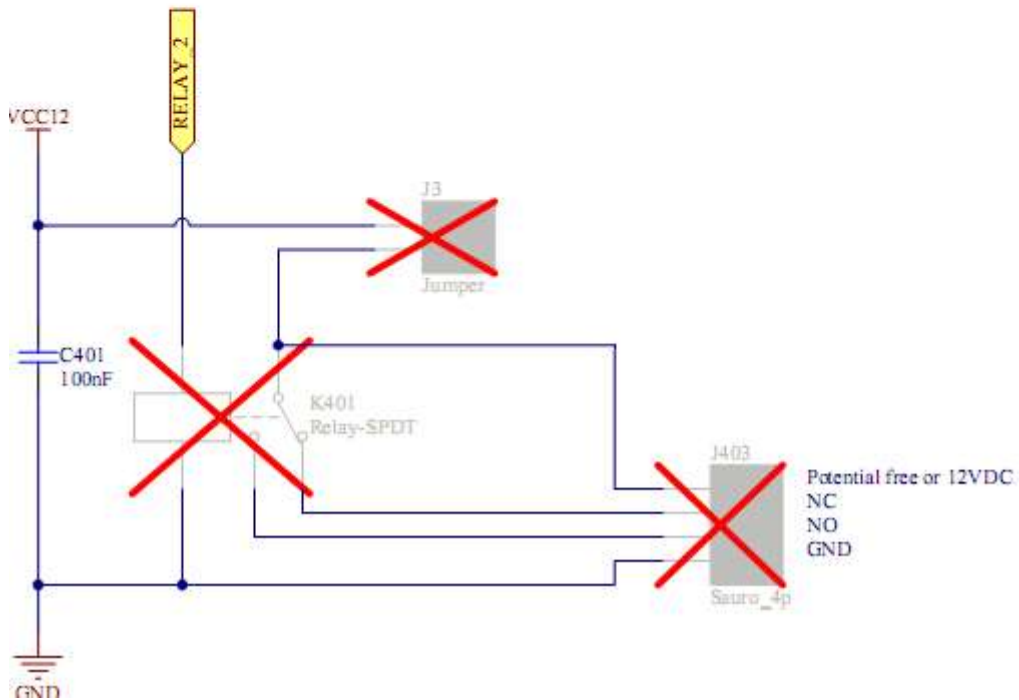 RELAY_2
VCC12
J3
Jumper
C401
100nF
K401
Relay-SPDT
J403
Potential free or 12VDC
NC
NO
GND
Sauro_4p
GND